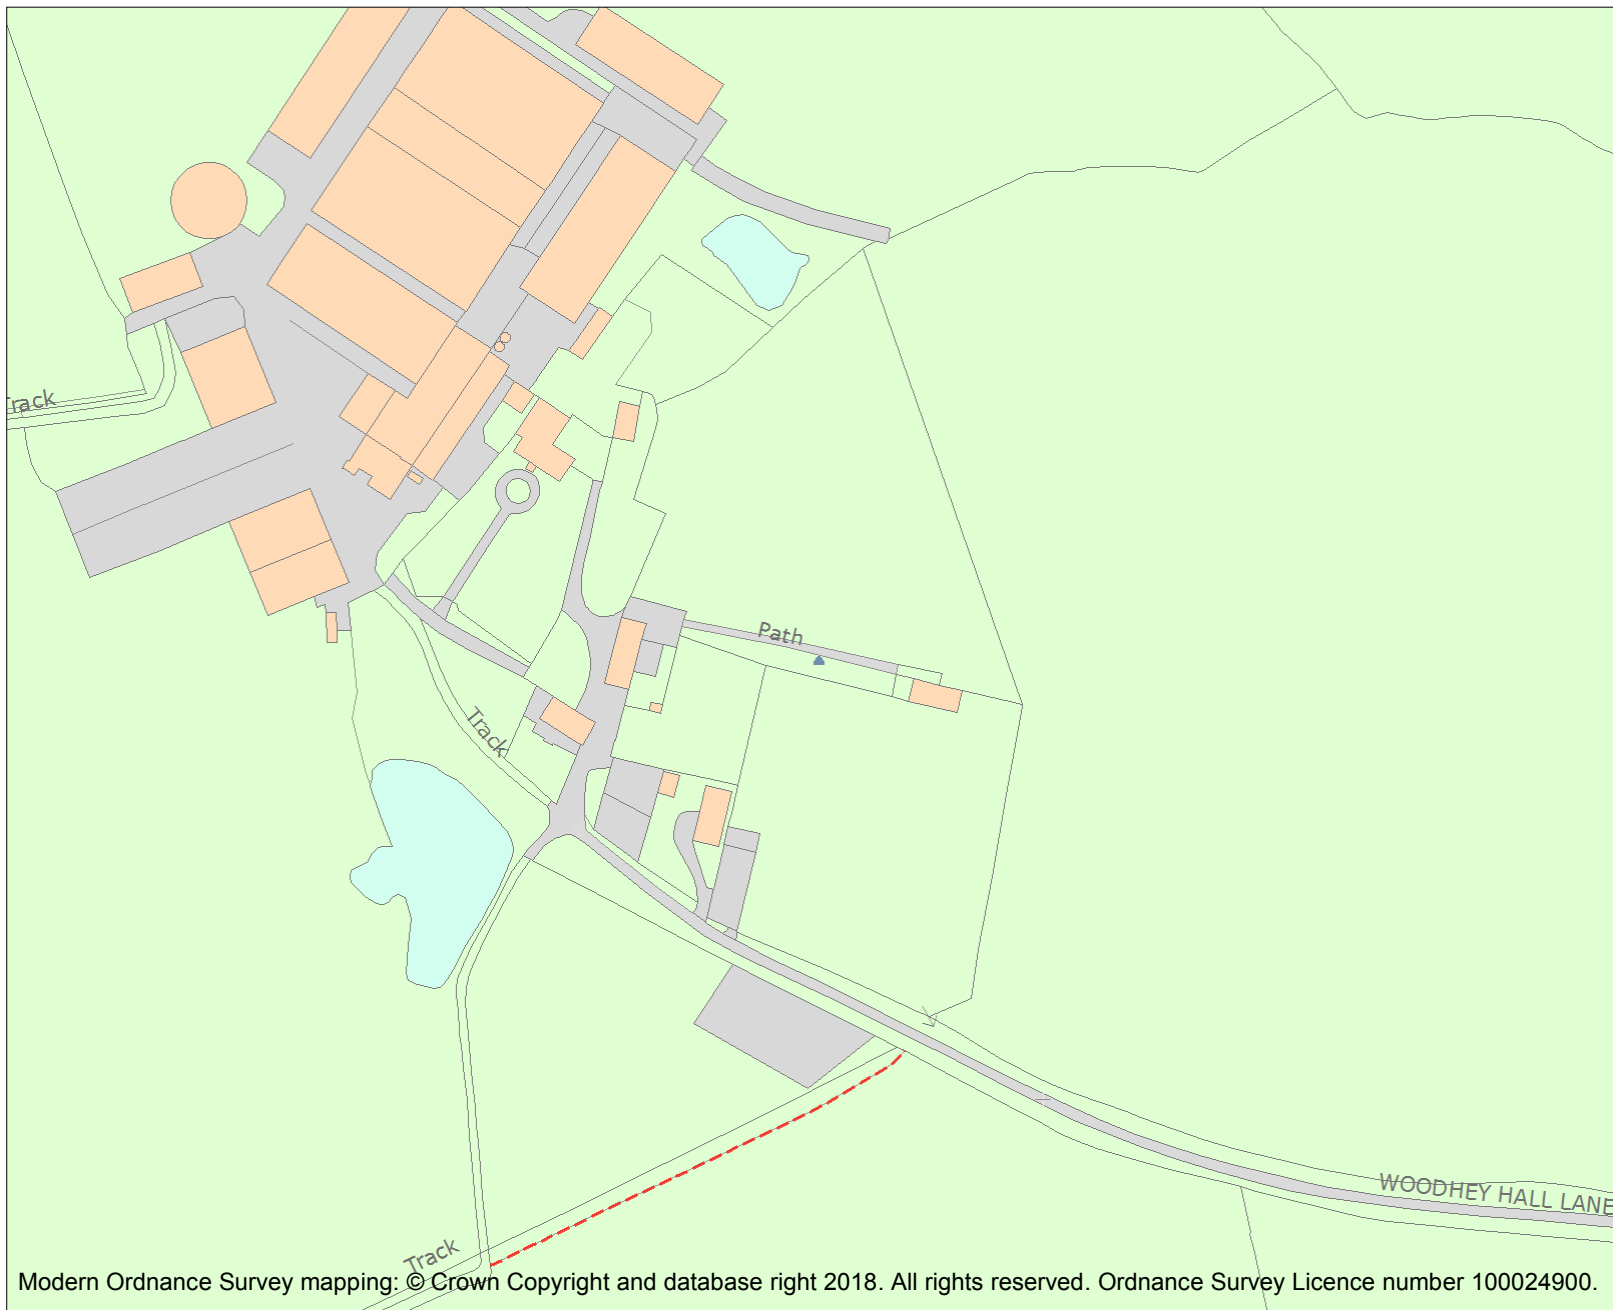 Track
Path
Track
WOODHEY HALL LANE
Track
Modern Ordnance Survey mapping: © Crown Copyright and database right 2018. All rights reserved. Ordnance Survey Licence number 100024900.